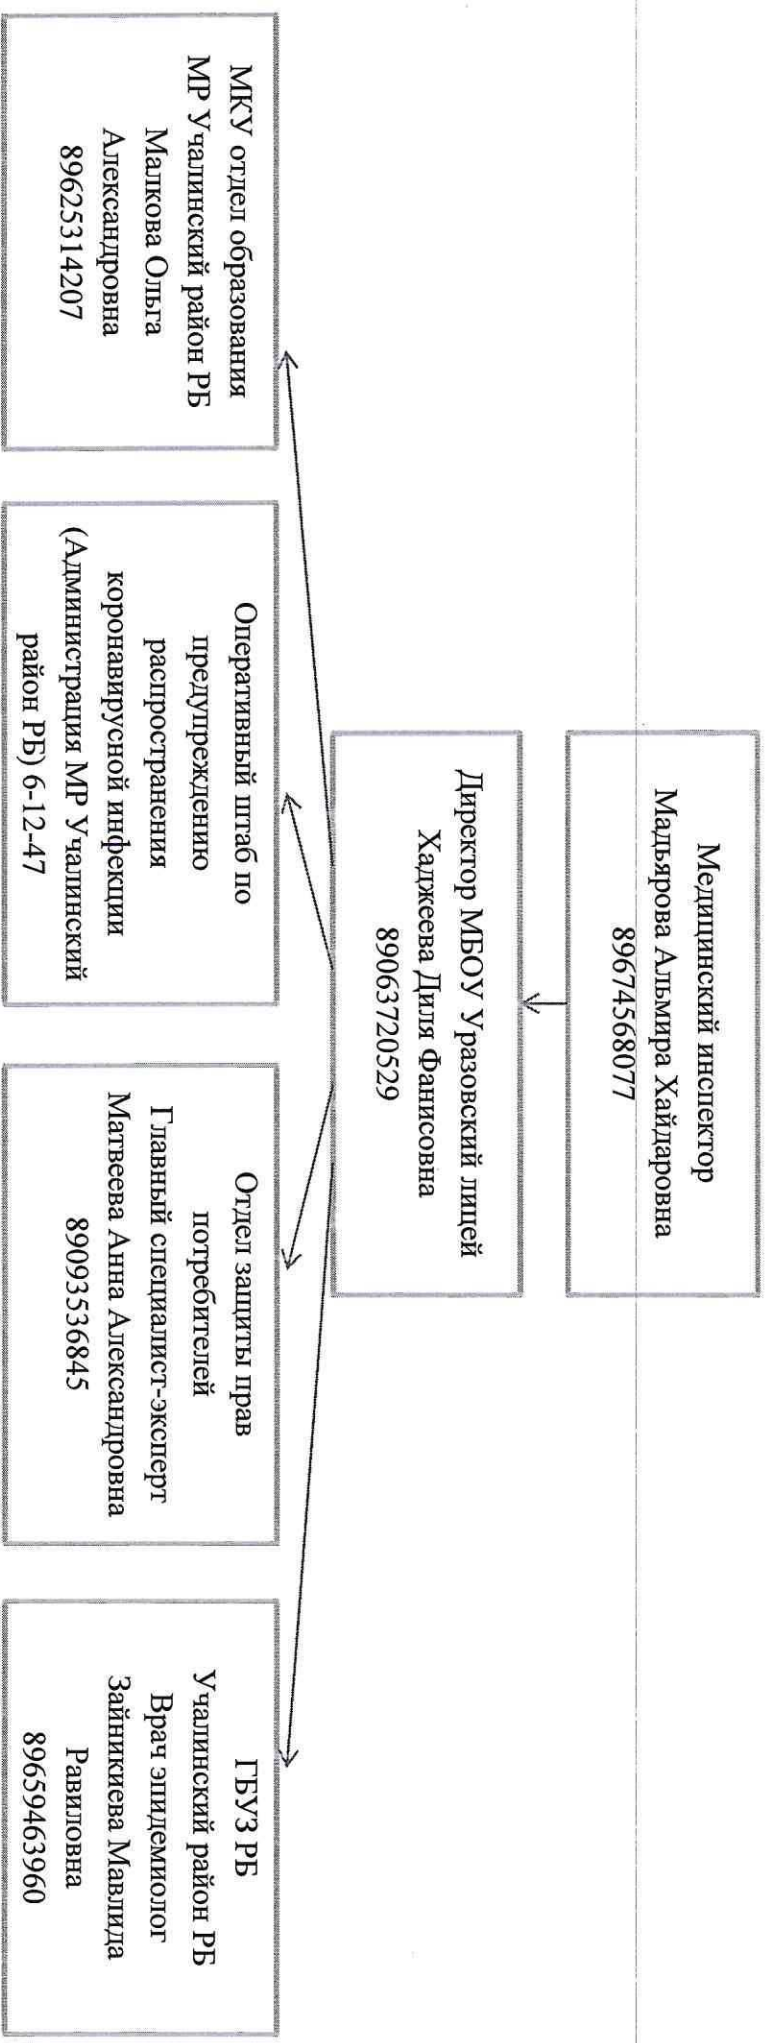 Медицинский инспектор
Мадьярова Альмира Хайдаровна
89674568077
Директор МБОУ Уразовский лицей
Хаджеева Диля Фанисовна
89063720529
МКУ отдел образования
МР Учалинский район РБ
Малкова Ольга
Александровна
89625314207
Оперативный штаб по
предупреждению
распространения
коронавирусной инфекции
(Администрация МР Учалинский
район РБ) 6-12-47
Отдел защиты прав
потребителей
Главный специалист-эксперт
Матвеева Анна Александровна
89093536845
ГБУЗ РБ
Учалинский район РБ
Врач эпидемиолог
Зайникиева Мавлида
Равиловна
89659463960